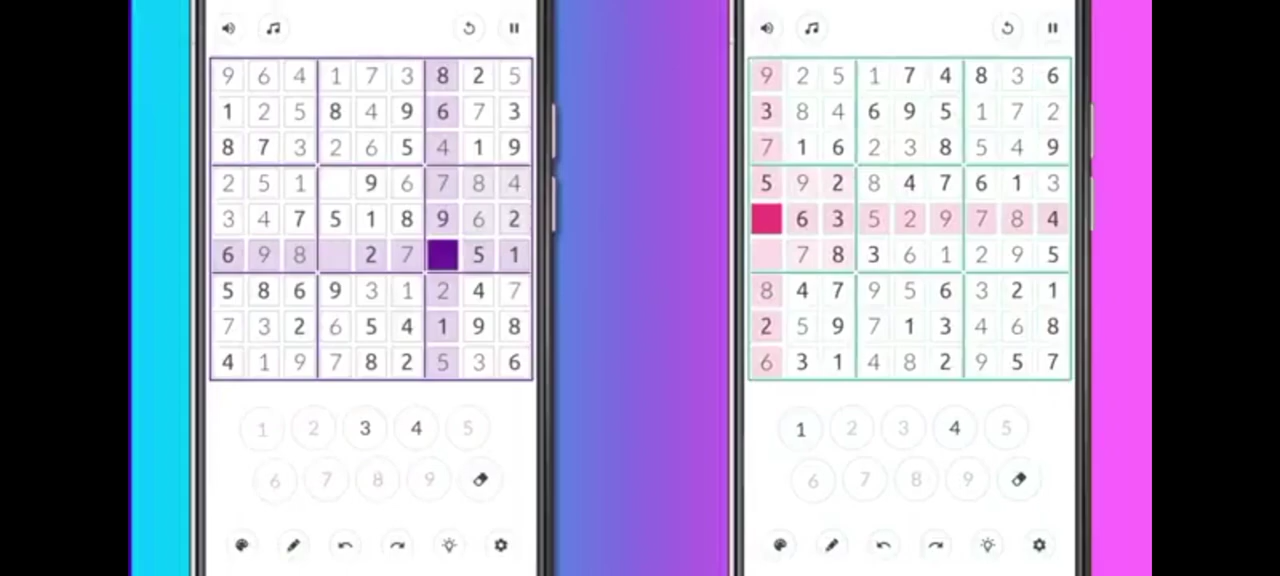 9 6 4 1 7 3 8 2 5
1 2 5 8 4 9 6 7 3
8 7 3 2 6 5 4 1 9
2 5 1 9 6 7 8 4
3 4 7 5 1 8 9 6 2
6 9 8 2 7 5 1
5 8 6 9 3 1 2 4 7
7 3 2 6 5 4 1 9 8
4 1 9 7 8 2 5 3 6
1 2 3 4 5
6 7 8 9
9 2 5 1 7 4 8 3 6
3 8 4 6 9 5 1 7 2
7 1 6 2 3 8 5 4 9
5 9 2 8 4 7 6 1 3
6 3 5 2 9 7 8 4
7 8 3 6 1 2 9 5
8 4 7 9 5 6 3 2 1
2 5 9 7 1 3 4 6 8
6 3 1 4 8 2 9 5 7
1 2 3 4 5
6 7 8 9